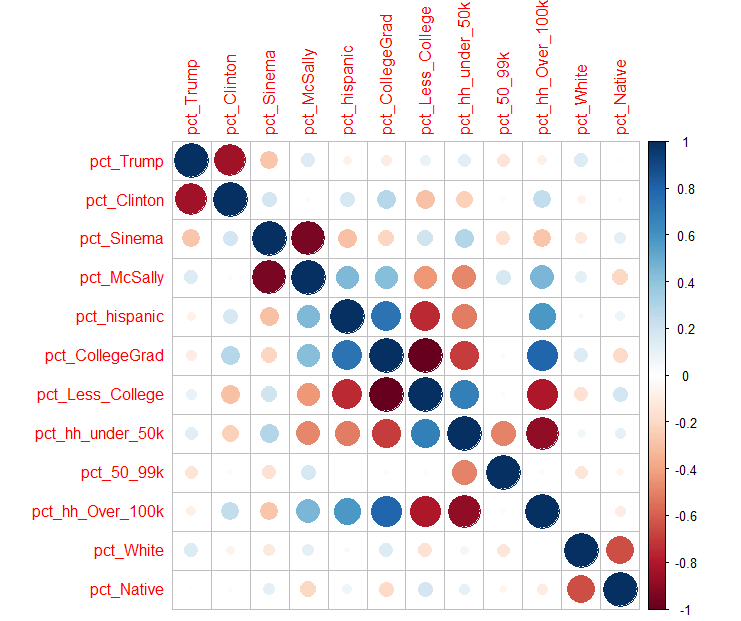 pct_Trump
pct_Clinton
pct_Sinema
pct_McSally
pct_hispanic
pct_CollegeGrad
pct_Less_College
pct_hh_under_50k
pct_50_99k
pct_hh_Over_100k
pct_White
pct_Native
pct_Trump
pct_Clinton
pct_Sinema
pct_McSally
pct_hispanic
pct_CollegeGrad
pct_Less_College
pct_hh_under_50k
pct_50_99k
pct_hh_Over_100k
pct_White
pct_Native
1
0.8
0.6
0.4
0.2
0
-0.2
-0.4
-0.6
-0.8
-1